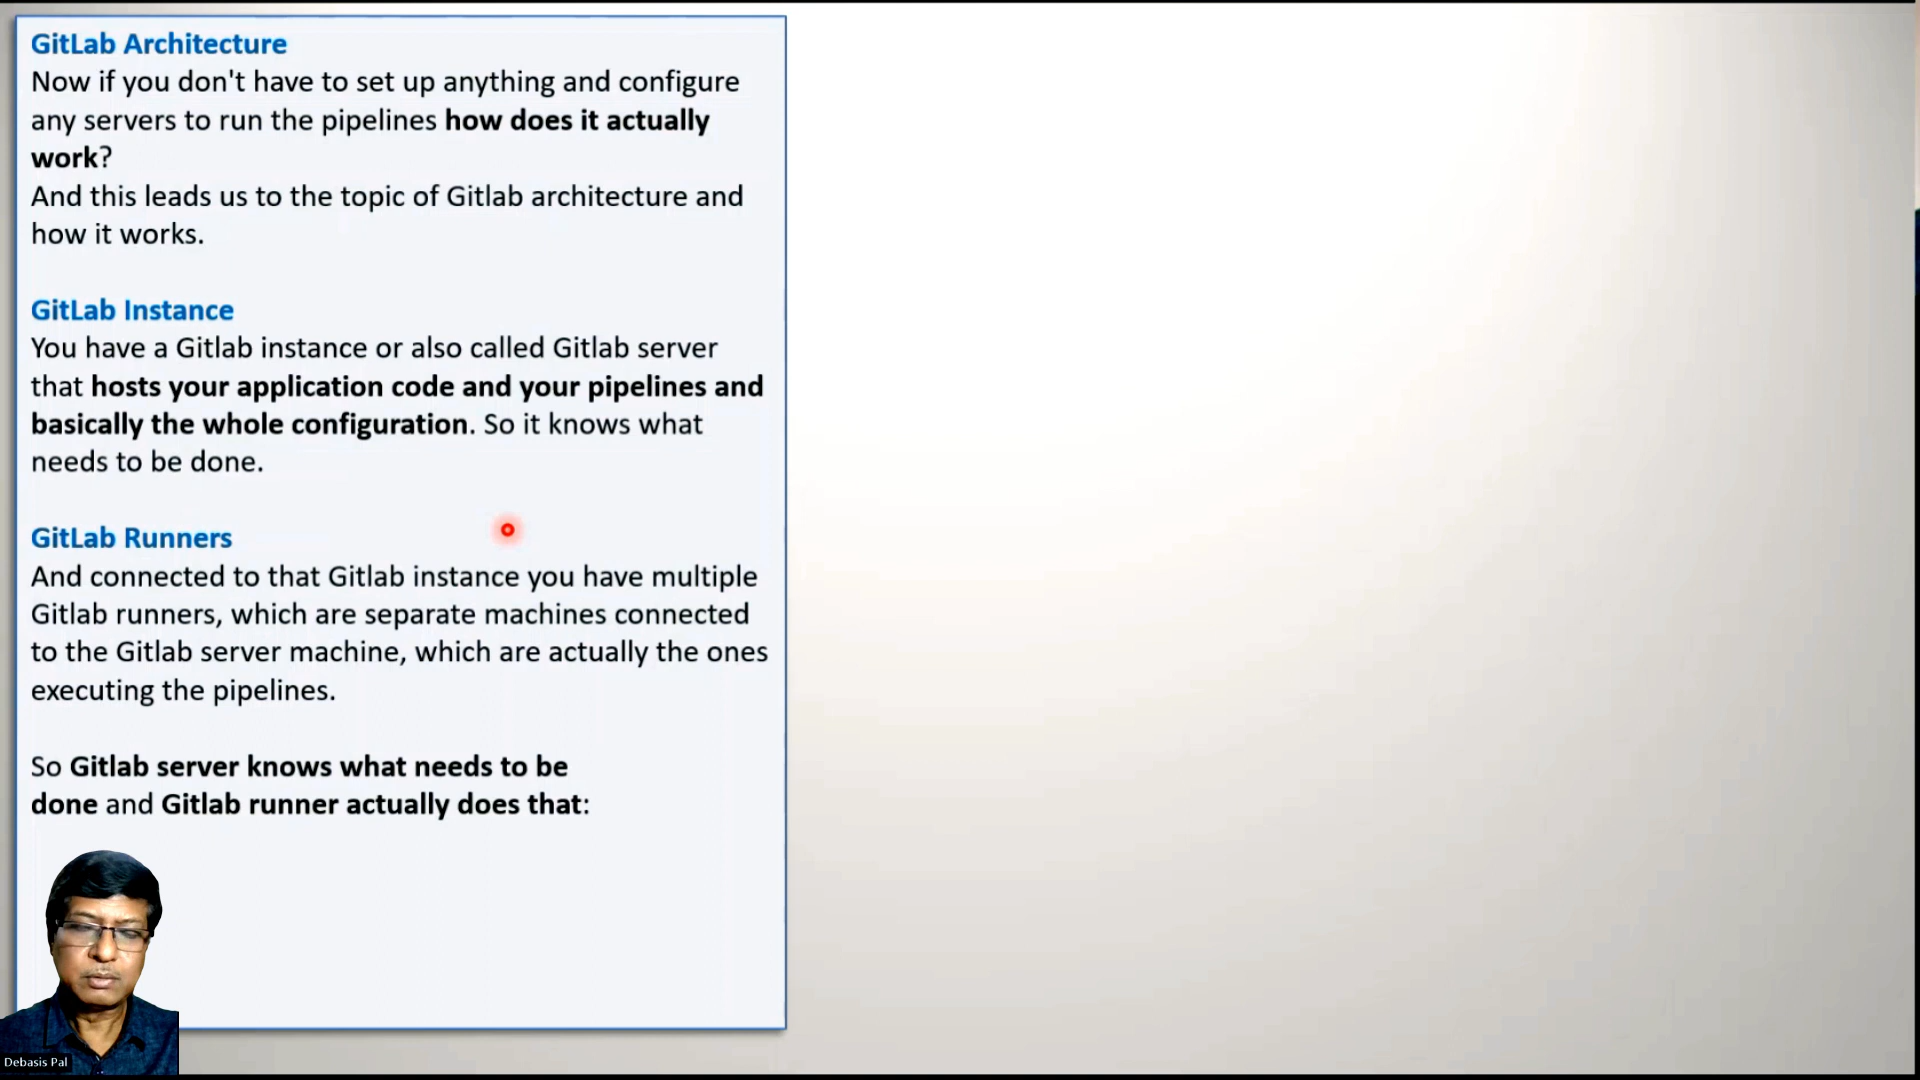 GitLab Architecture
Now if you don't have to set up anything and configure
any servers to run the pipelines how does it actually
work?
And this leads us to the topic of Gitlab architecture and
how it works.
GitLab Instance
You have a Gitlab instance or also called Gitlab server
that hosts your application code and your pipelines and
basically the whole configuration. So it knows what
needs to be done.
GitLab Runners
And connected to that Gitlab instance you have multiple
Gitlab runners, which are separate machines connected
to the Gitlab server machine, which are actually the ones
executing the pipelines.
So Gitlab server knows what needs to be
done and Gitlab runner actually does that:
Debasis Pal